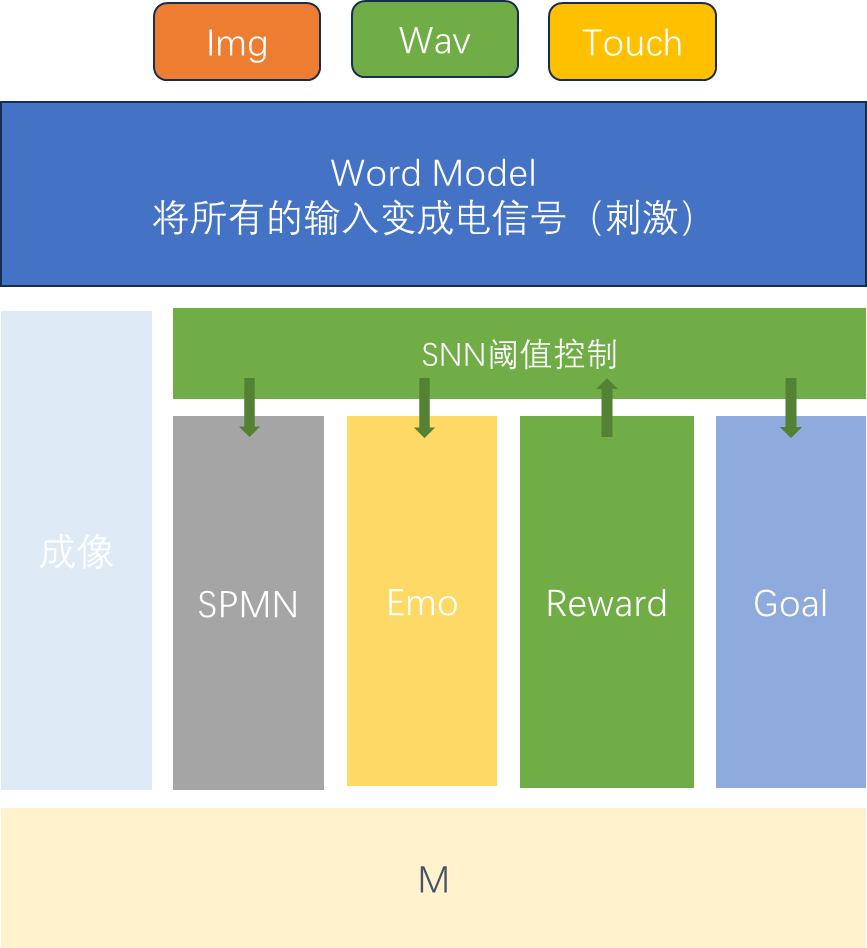 Img
Wav
Touch
Word Model
将所有的输入变成电信号（刺激）
SNN阈值控制
成像
SPMN
Emo
Reward
Goal
M